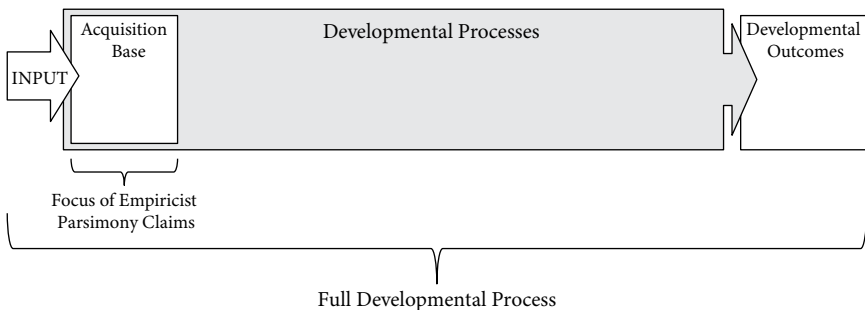 Acquisition
Base
Developmental Processes
Developmental
Outcomes
INPUT
Focus of Empiricist
Parsimony Claims
Full Developmental Process